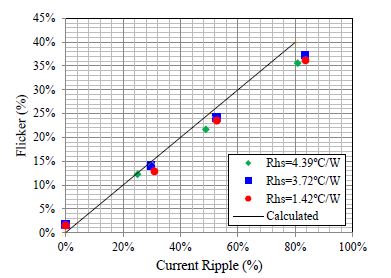 45%
40%
35%
30%
25%
20%
15%
10%
5%
0%
Flicker (%)
Rhs=4.39°C/W
Rhs=3.72°C/W
Rhs=1.42°C/W
Calculated
0% 20% 40% 60% 80% 100%
Current Ripple (%)